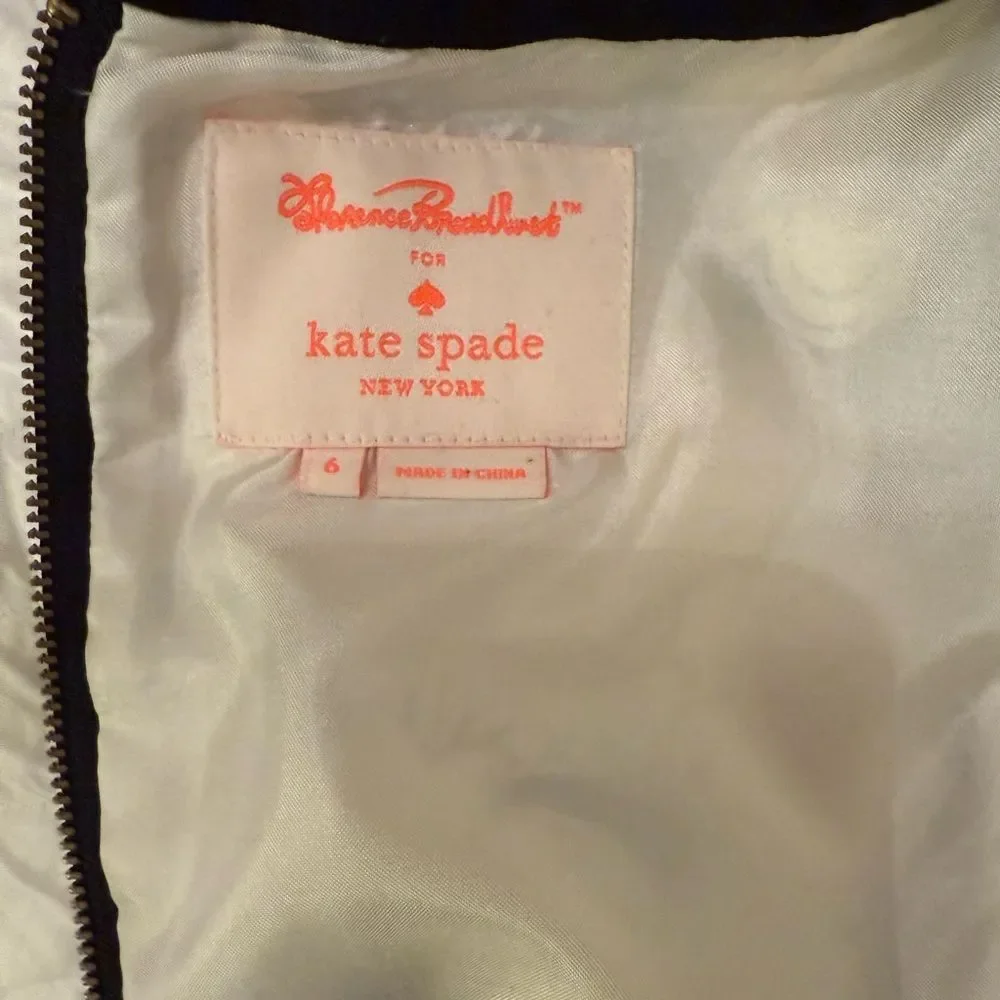 Florence Broadhurst™
FOR
kate spade
NEW YORK
6
MADE IN CHINA